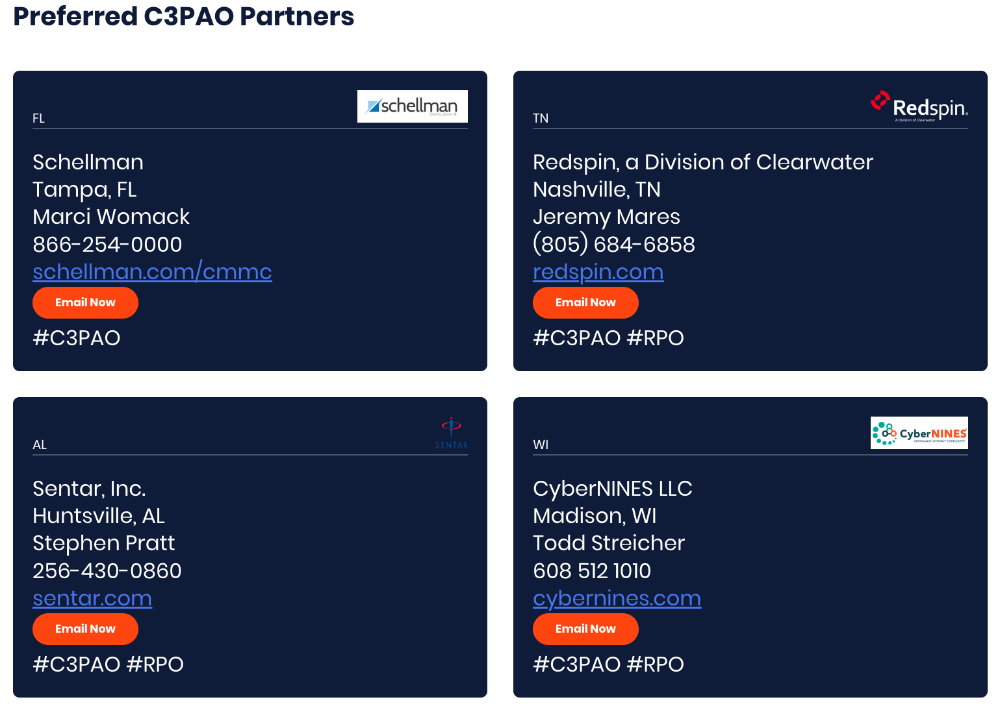 Preferred C3PAO Partners
FL
schellman
Quality, above all.
Schellman
Tampa, FL
Marci Womack
866-254-0000
schellman.com/cmmc
Email Now
#C3PAO
TN
Redspin®
A Division of Clearwater
Redspin, a Division of Clearwater
Nashville, TN
Jeremy Mares
(805) 684-6858
redspin.com
Email Now
#C3PAO #RPO
AL
SENTAR
Sentar, Inc.
Huntsville, AL
Stephen Pratt
256-430-0860
sentar.com
Email Now
#C3PAO #RPO
WI
CyberNINES
COMPLIANCE WITHOUT COMPLEXITY
CyberNINES LLC
Madison, WI
Todd Streicher
608 512 1010
cybernines.com
Email Now
#C3PAO #RPO